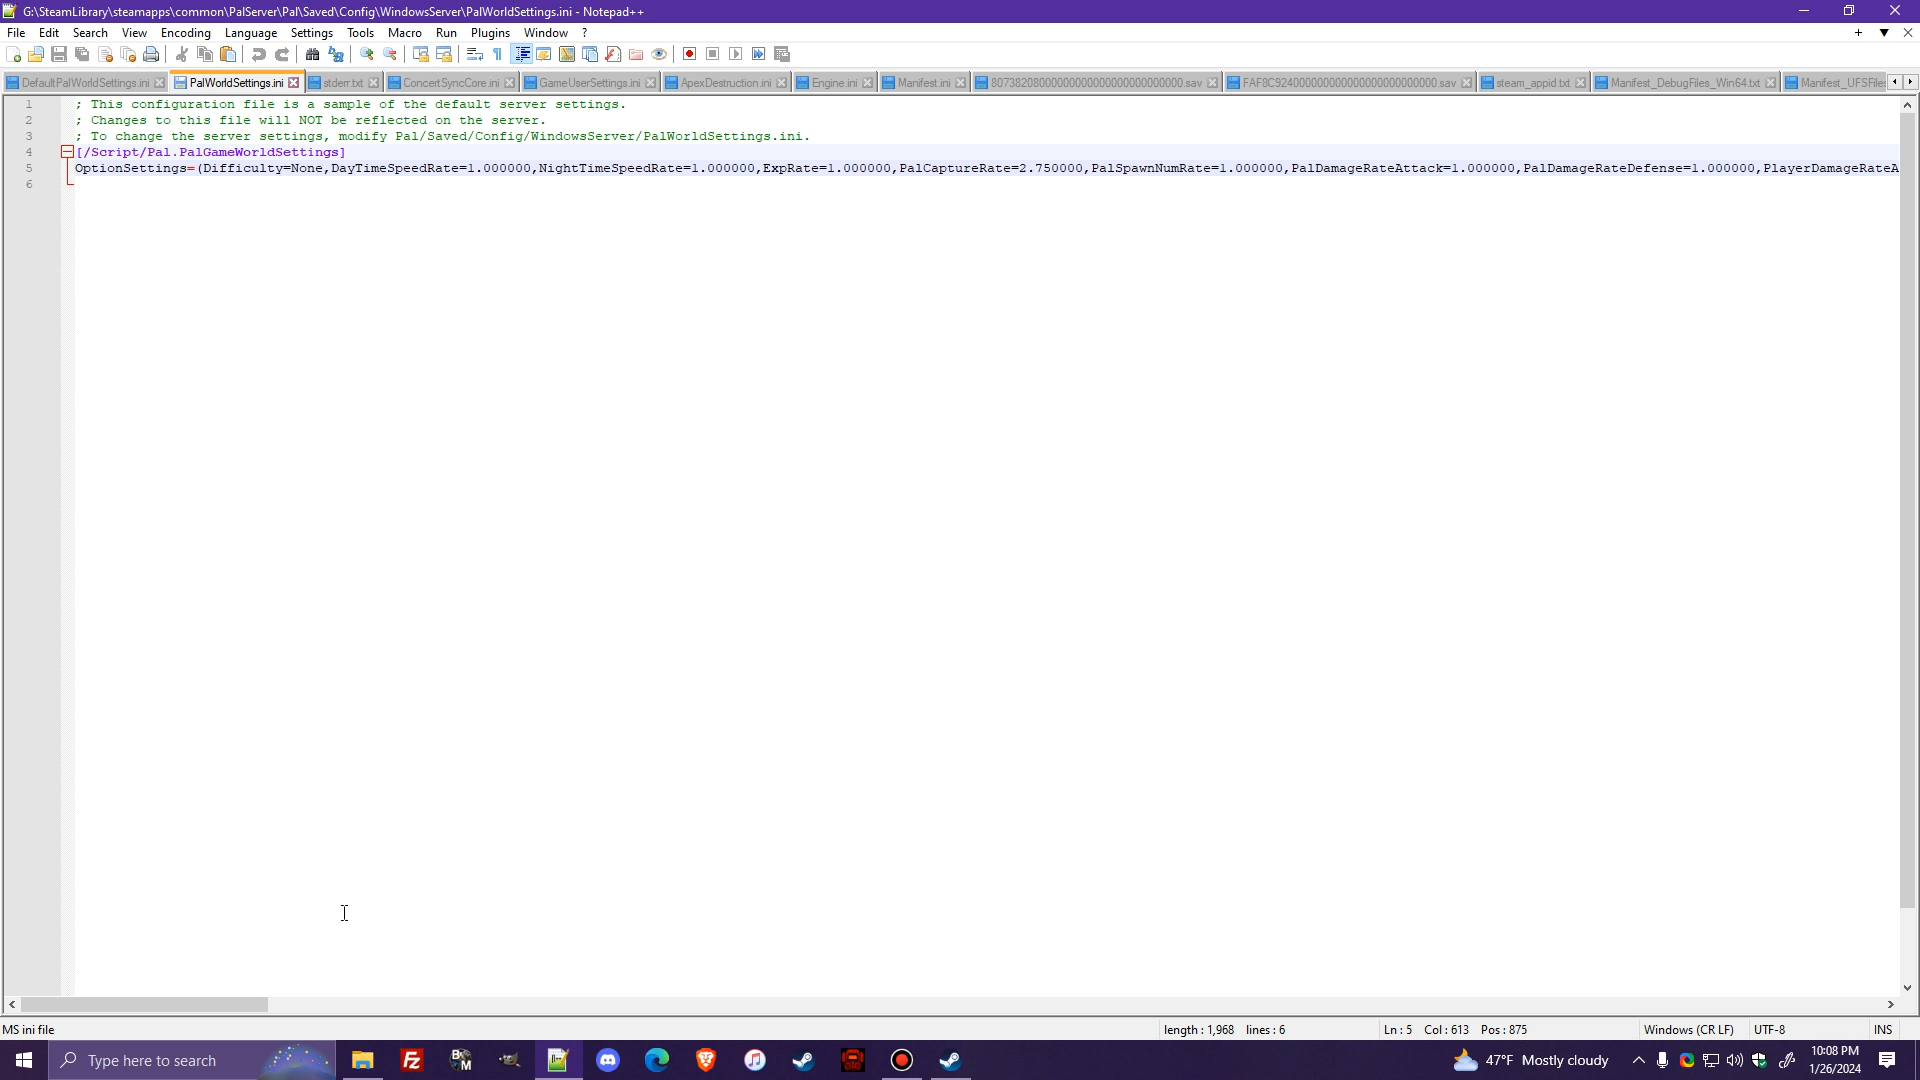 G:\SteamLibrary\steamapps\common\PalServer\Pal\Saved\Config\WindowsServer\PalWorldSettings.ini - Notepad++
File Edit Search View Encoding Language Settings Tools Macro Run Plugins Window ?
DefaultPalWorldSettings.ini PalWorldSettings.ini stderr.txt ConcertSyncCore.ini GameUserSettings.ini ApexDestruction.ini Engine.ini Manifest.ini steam_appid.txt Manifest_DebugFiles_Win64.txt Manifest_UFSFile
1 ; This configuration file is a sample of the default server settings.
2 ; Changes to this file will NOT be reflected on the server.
3 ; To change the server settings, modify Pal/Saved/Config/WindowsServer/PalWorldSettings.ini.
4 [/Script/Pal.PalGameWorldSettings]
5 OptionSettings=(Difficulty=None,DayTimeSpeedRate=1.000000,NightTimeSpeedRate=1.000000,ExpRate=1.000000,PalCaptureRate=2.750000,PalSpawnNumRate=1.000000,PalDamageRateAttack=1.000000,PalDamageRateDefense=1.000000,PlayerDamageRateA
6
MS ini file length : 1,968 lines : 6 Ln : 5 Col : 613 Pos : 875 Windows (CR LF) UTF-8 INS
Type here to search 47°F Mostly cloudy 10:08 PM
1/26/2024